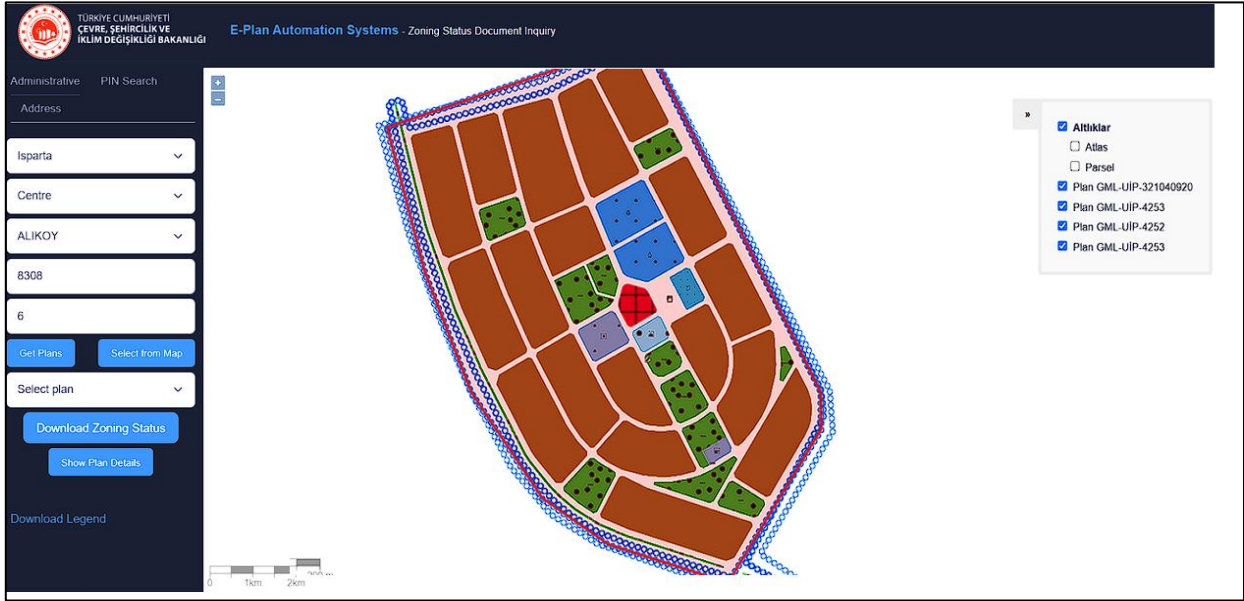 TÜRKİYE CUMHURİYETİ
ÇEVRE, ŞEHİRCİLİK VE
İKLİM DEĞİŞİKLİĞİ BAKANLIĞI
E-Plan Automation Systems - Zoning Status Document Inquiry
Administrative PIN Search
Address
Isparta
Centre
ALIKOY
8308
6
Get Plans Select from Map
Select plan
Download Zoning Status
Show Plan Details
Download Legend
+
-
»
Altlıklar
Atlas
Parsel
Plan GML-UİP-321040920
Plan GML-UİP-4253
Plan GML-UİP-4252
Plan GML-UİP-4253
0 1km 2km